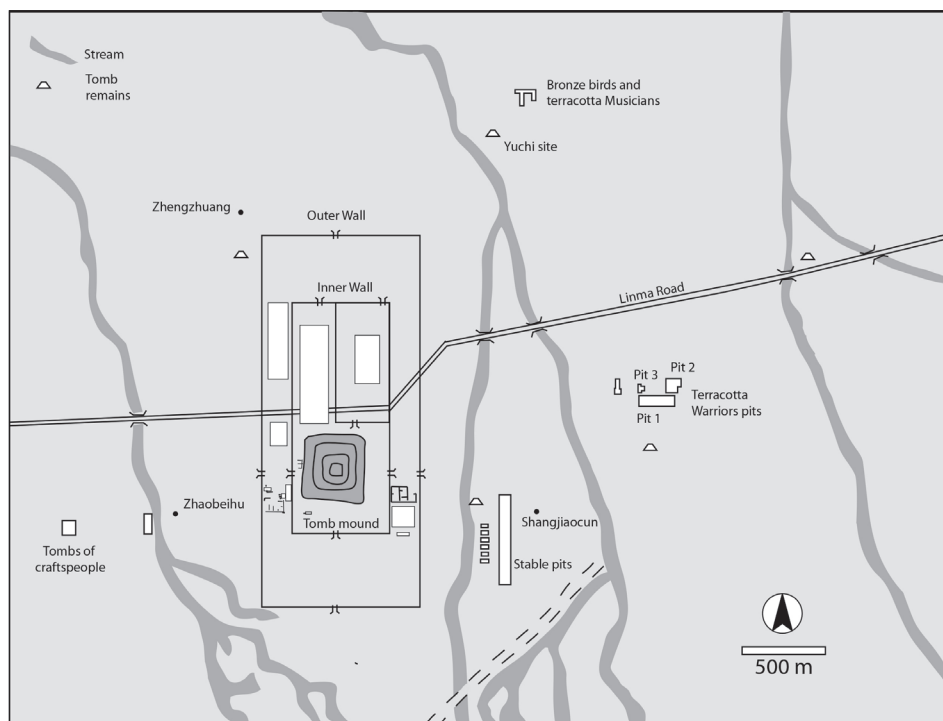 Stream
Tomb
remains
Bronze birds and
terracotta Musicians
Yuchi site
Zhengzhuang
Outer Wall
Inner Wall
Linma Road
Pit 3
Pit 2
Terracotta
Warriors pits
Pit 1
Zhaobeihu
Tomb mound
Shangjiaocun
Tombs of
craftspeople
Stable pits
500 m